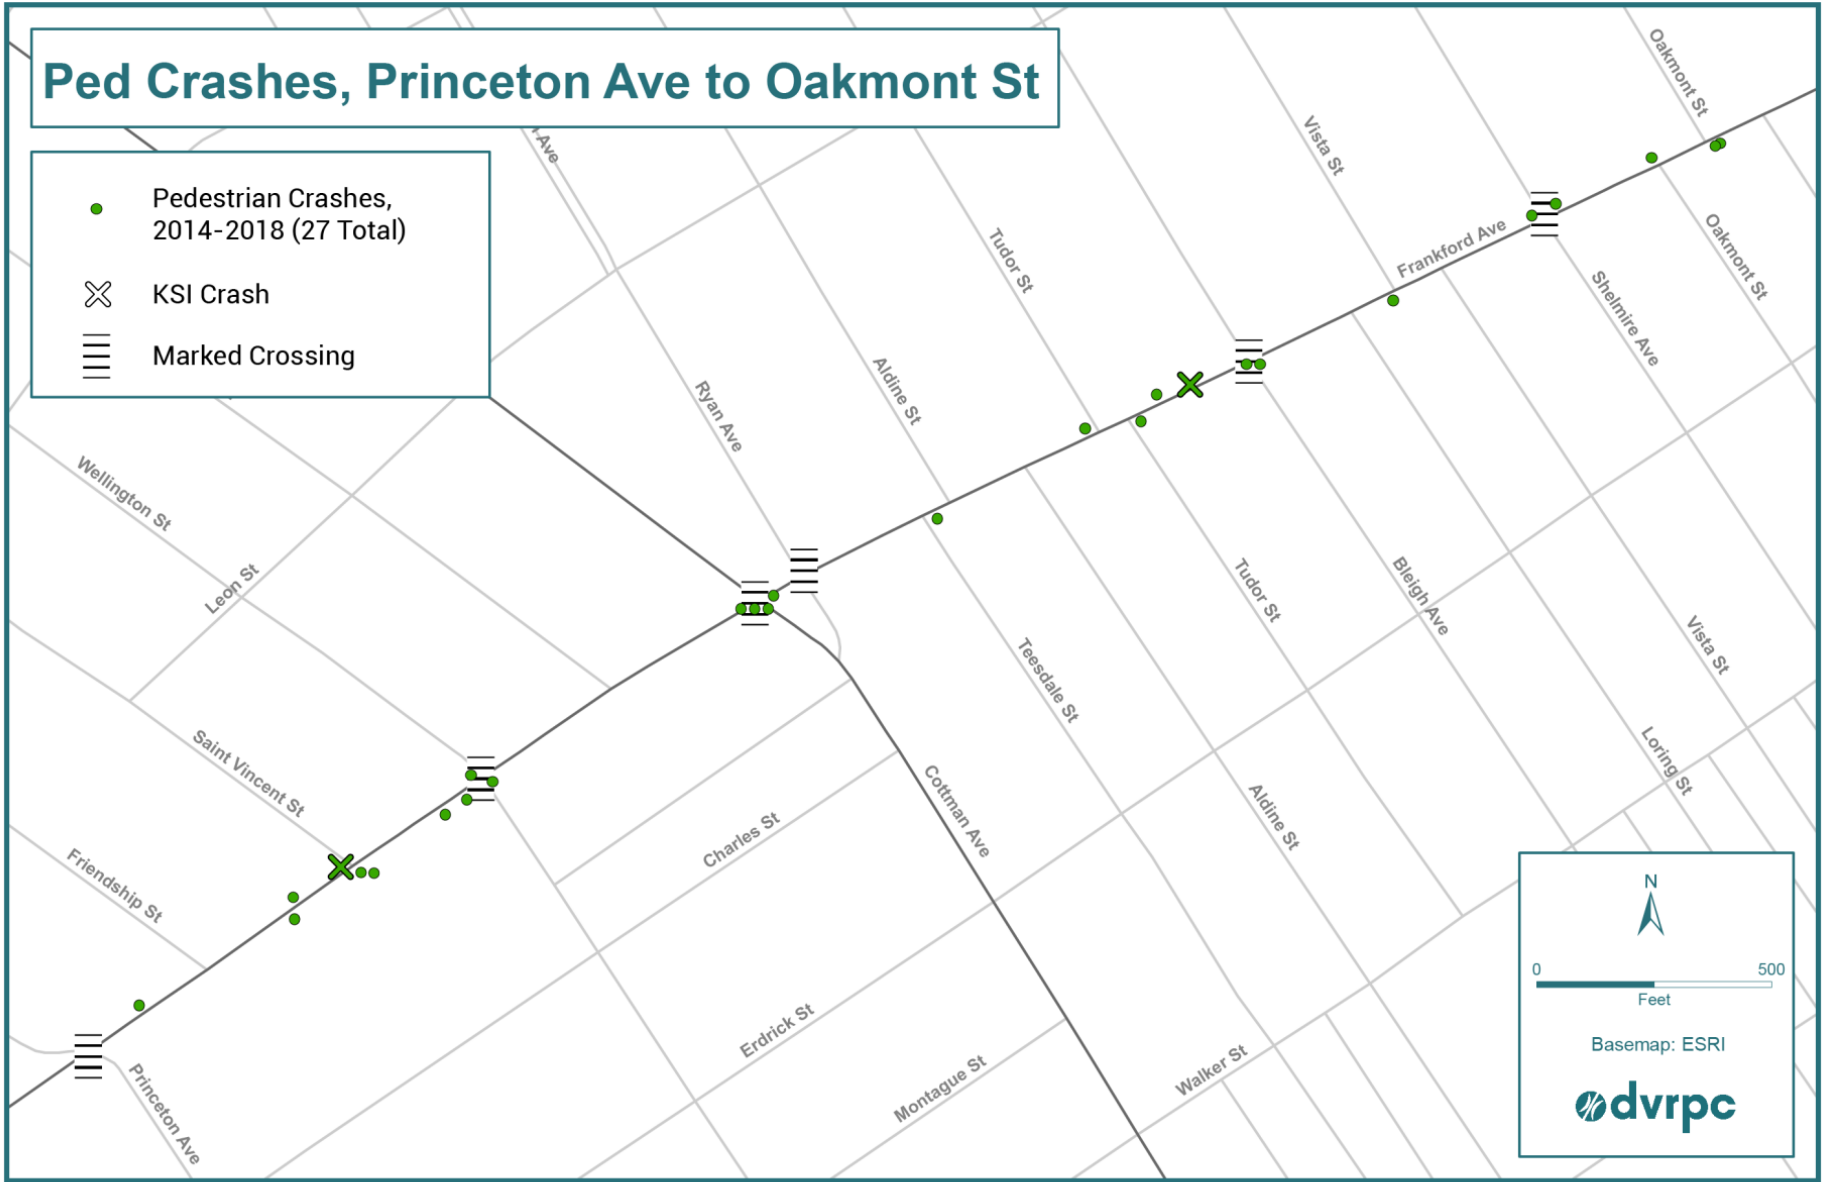 Ped Crashes, Princeton Ave to Oakmont St
Pedestrian Crashes,
2014-2018 (27 Total)
KSI Crash
Marked Crossing
Oakmont St
Vista St
Ave
Tudor St
Frankford Ave
Oakmont St
Shelmire Ave
Aldine St
Ryan Ave
Wellington St
Leon St
Tudor St
Bleigh Ave
Vista St
Teesdale St
Saint Vincent St
Loring St
Cottman Ave
Aldine St
Charles St
Friendship St
Erdrick St
Montague St
Walker St
Princeton Ave
N
0 500
Feet
Basemap: ESRI
dvrpc